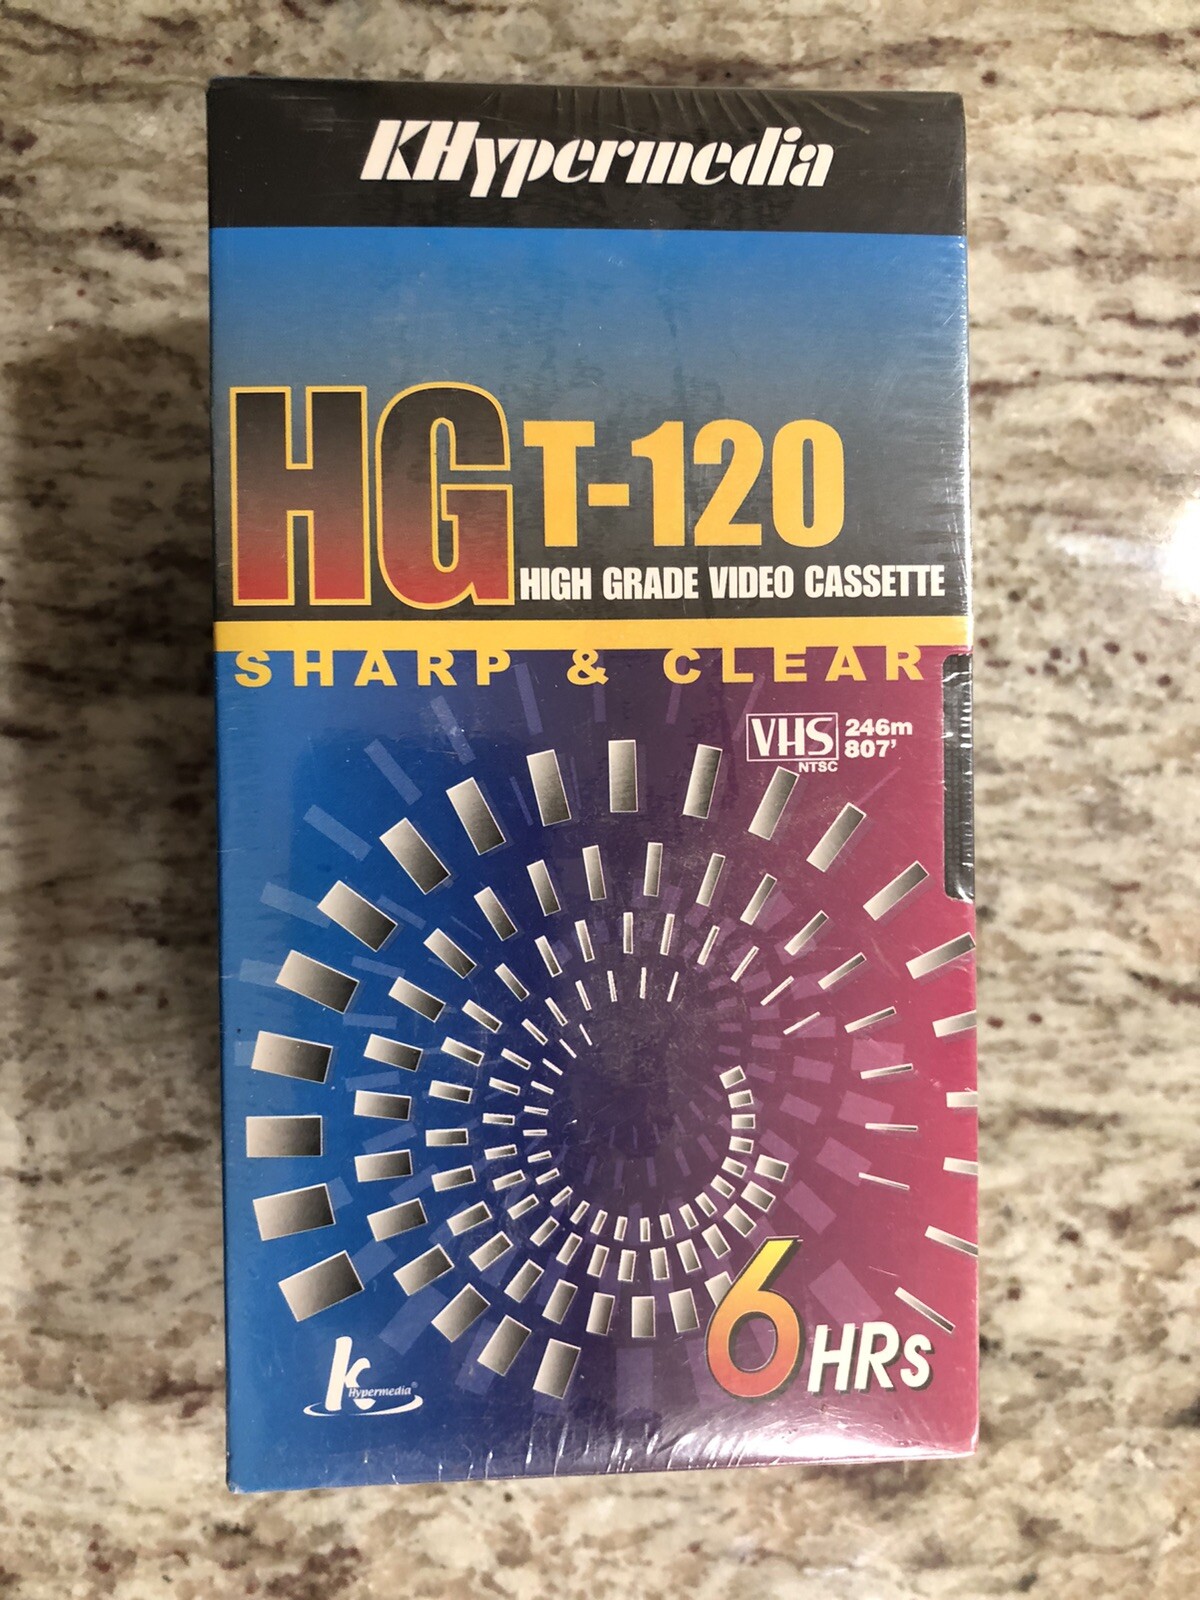 KHypermedia
HG T-120
HIGH GRADE VIDEO CASSETTE
SHARP & CLEAR
VHS 246m
807'
NTSC
6 HRs
K
Hypermedia®